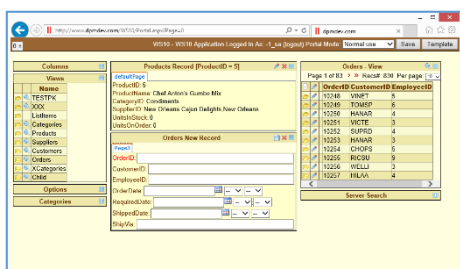 http://www.dpmdev.com/WS10/Portal.aspx?Page=0
dpmdev.com
WS10 - WS10 Application Logged In As: -1_sa (logout) Portal Mode: Normal use
Save
Template
Columns
Views
Name
TESTPK
XXX
ListItems
Categories
Products
Suppliers
Customers
Orders
XCategories
Child
Options
Categories
Products Record [ProductID = 5]
defaultPage
ProductID: 5
ProductName: Chef Anton's Gumbo Mix
CategoryID: Condiments
SupplierID: New Orleans Cajun Delights,New Orleans
UnitsInStock: 0
UnitsOnOrder: 0
Orders New Record
Page0
OrderID:
CustomerID:
EmployeeID:
OrderDate:
RequiredDate:
ShippedDate:
ShipVia:
Orders - View
Page 1 of 83 > >> Recs#: 830 Per page:
OrderID CustomerID EmployeeID
10248 VINET 5
10249 TOMSP 6
10250 HANAR 4
10251 VICTE 3
10252 SUPRD 4
10253 HANAR 3
10254 CHOPS 5
10255 RICSU 9
10256 WELLI 3
10257 HILAA 4
Server Search